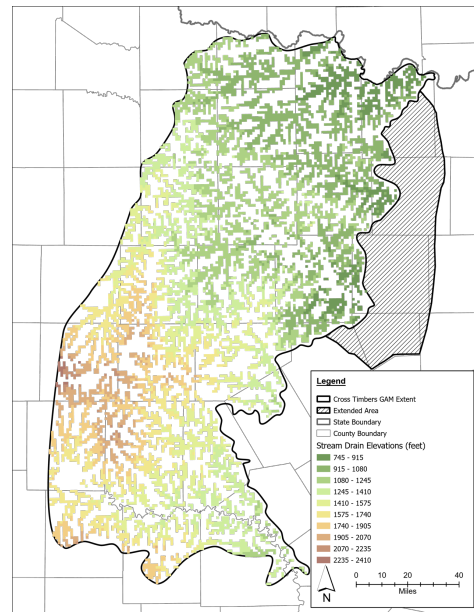 Legend
Cross Timbers GAM Extent
Extended Area
State Boundary
County Boundary
Stream Drain Elevations (feet)
745 - 915
915 - 1080
1080 - 1245
1245 - 1410
1410 - 1575
1575 - 1740
1740 - 1905
1905 - 2070
2070 - 2235
2235 - 2410
N
0 10 20 40
Miles